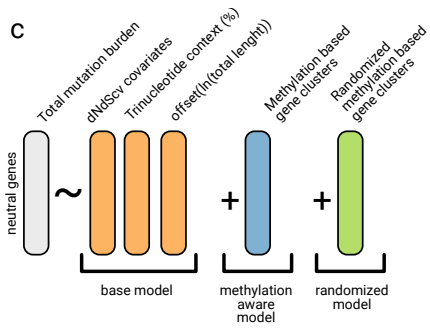 C
Total mutation burden
dNdScv covariates
Trinucleotide context (%)
offset((ln(total lenght))
Methylation based
gene clusters
Randomized
methylation based
gene clusters
neutral genes
~
+
+
base model
methylation
aware
model
randomized
model